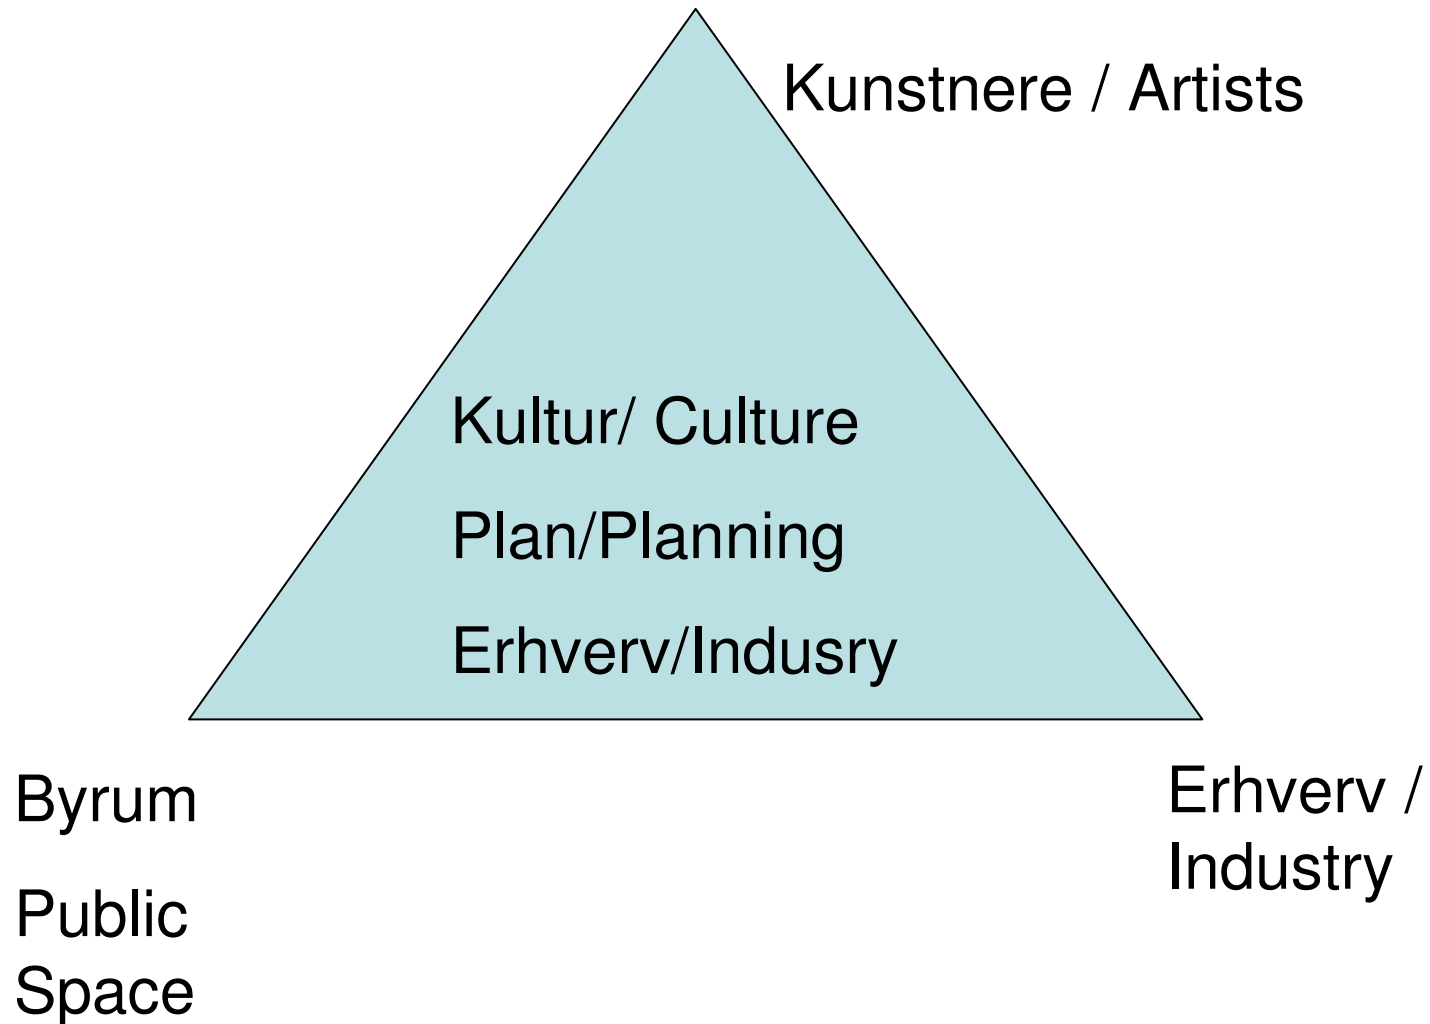 Kunstnere / Artists
Kultur/ Culture
Plan/Planning
Erhverv/Indusry
Byrum
Public
Space
Erhverv /
Industry